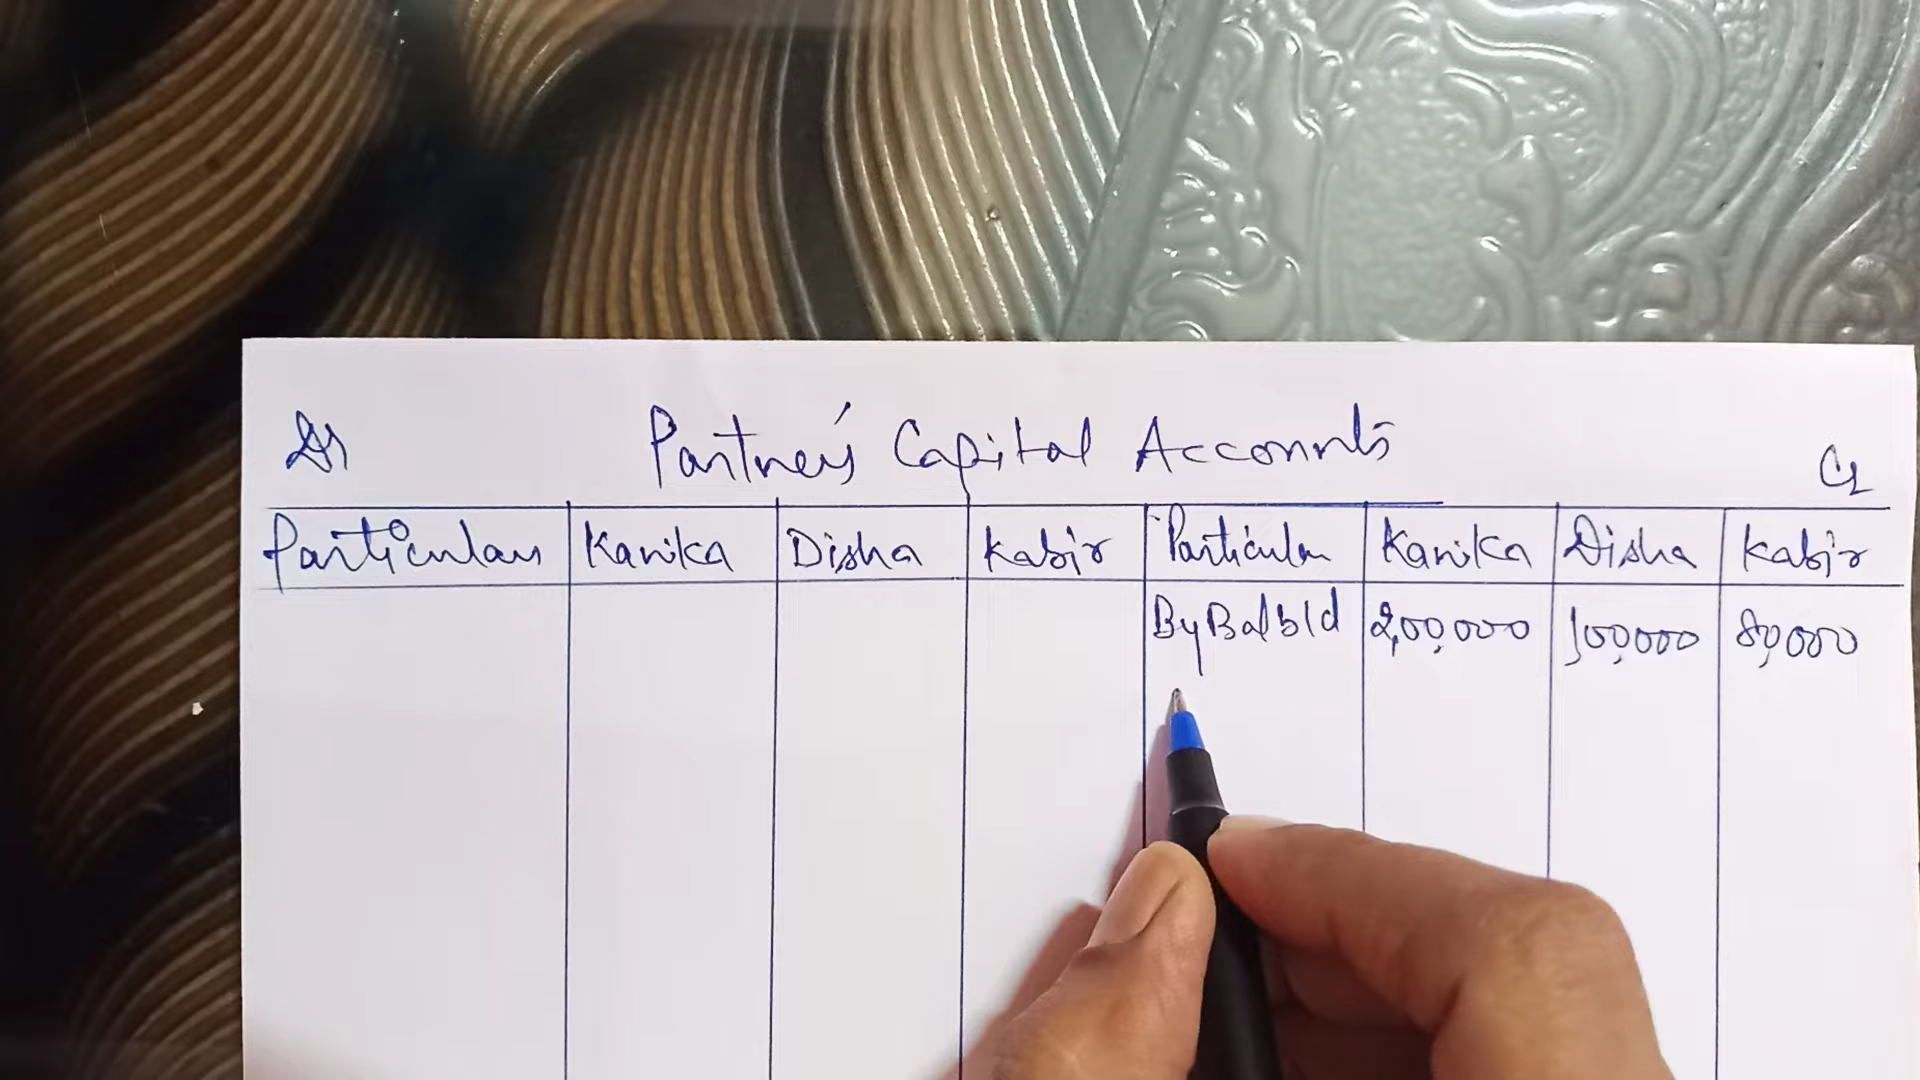 Dr Partner's Capital Accounts Cr
Particulars Kanika Disha Kabir Particulars Kanika Disha Kabir
By Bal b/d 2,00,000 1,00,000 80,000